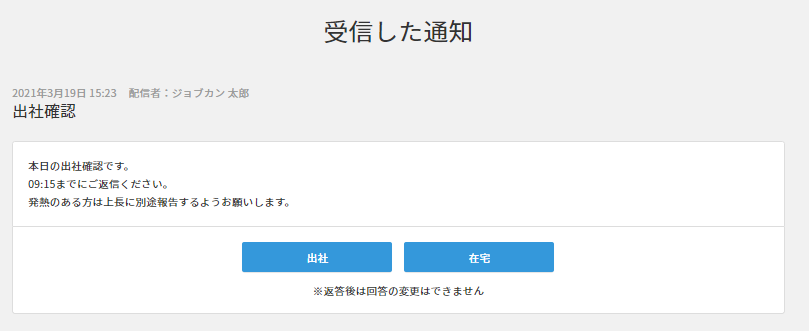 受信した通知
2021年3月19日 15:23 配信者：ジョブカン 太郎
出社確認
本日の出社確認です。
09:15までにご返信ください。
発熱のある方は上長に別途報告するようお願いします。
出社 在宅
※返答後は回答の変更はできません